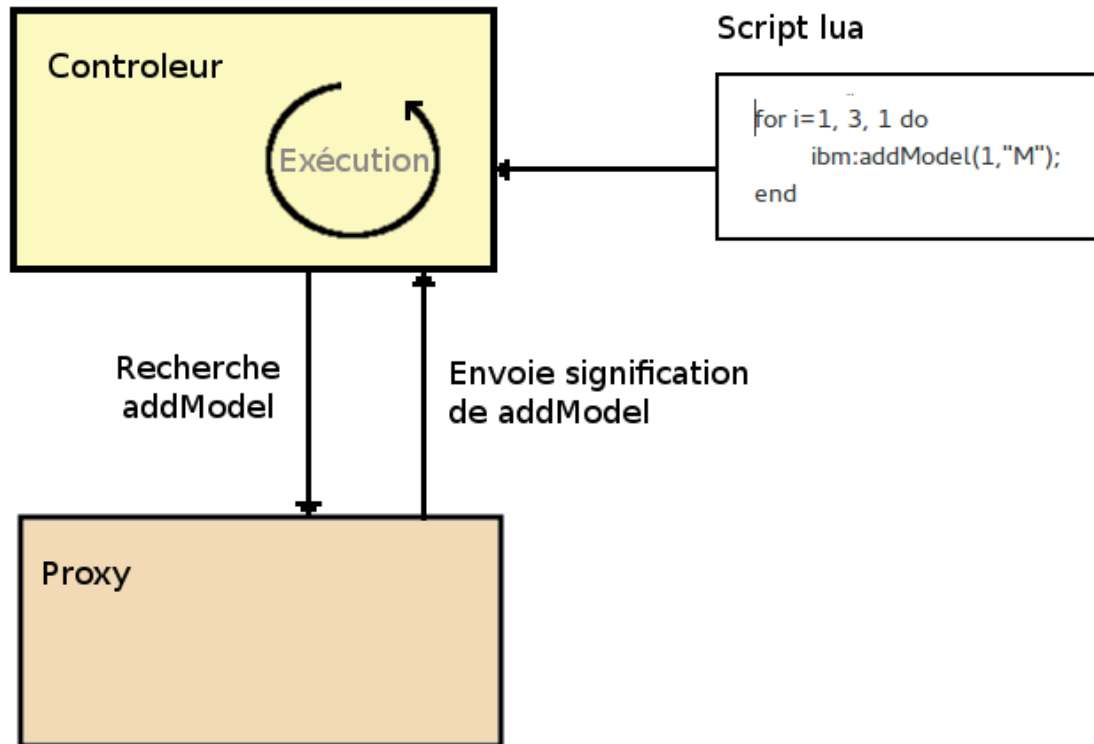 Script lua
Controleur
Exécution
for i=1, 3, 1 do
ibm:addModel(1,"M");
end
Recherche
addModel
Envoie signification
de addModel
Proxy